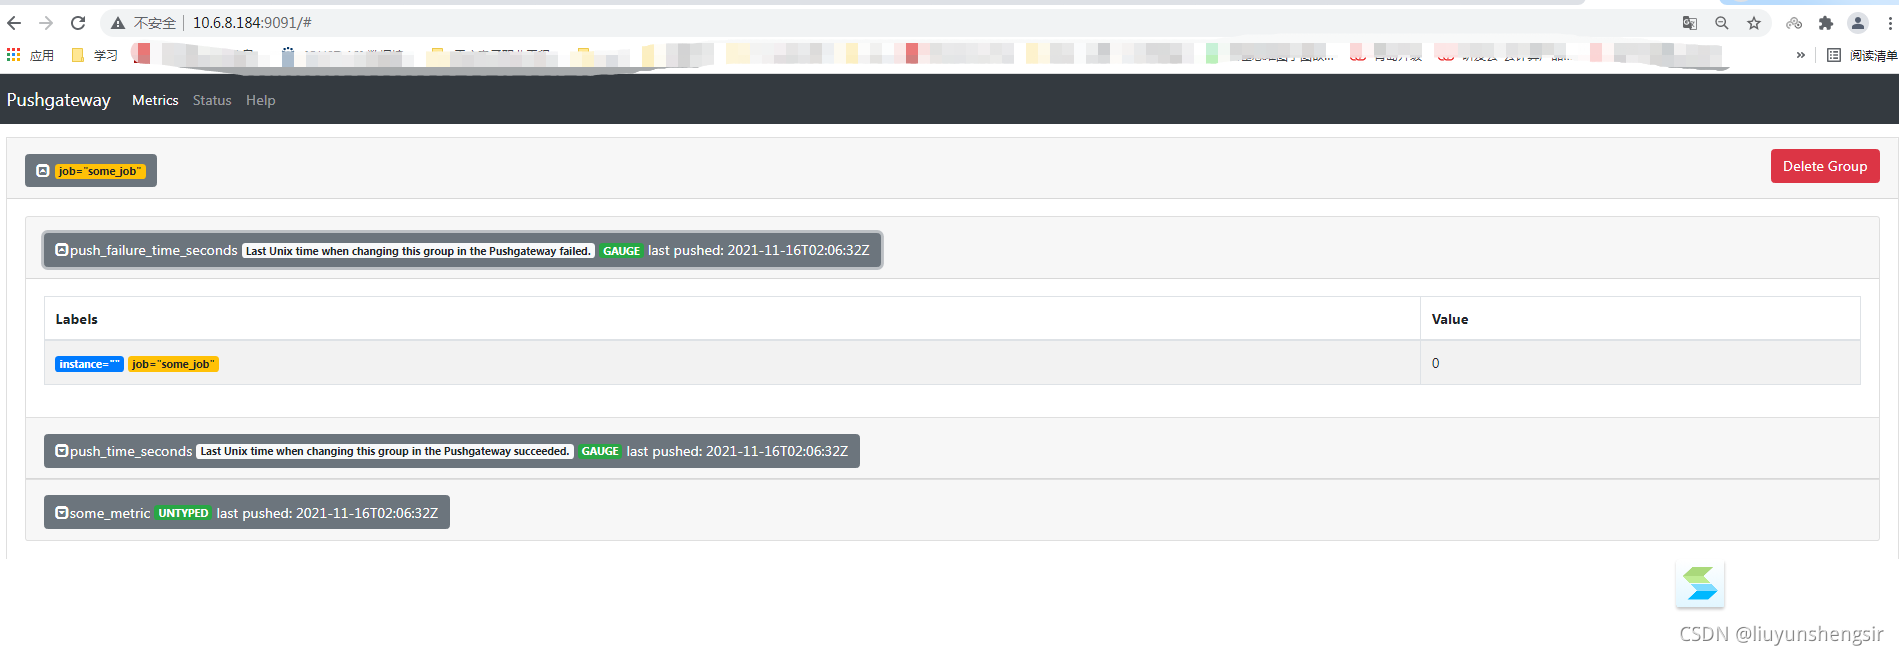 不安全 | 10.6.8.184:9091/#
应用 学习
» 阅读清单
Pushgateway Metrics Status Help
job="some_job" Delete Group
push_failure_time_seconds Last Unix time when changing this group in the Pushgateway failed. GAUGE last pushed: 2021-11-16T02:06:32Z
Labels Value
instance="" job="some_job" 0
push_time_seconds Last Unix time when changing this group in the Pushgateway succeeded. GAUGE last pushed: 2021-11-16T02:06:32Z
some_metric UNTYPED last pushed: 2021-11-16T02:06:32Z
CSDN @liuyunshengsir